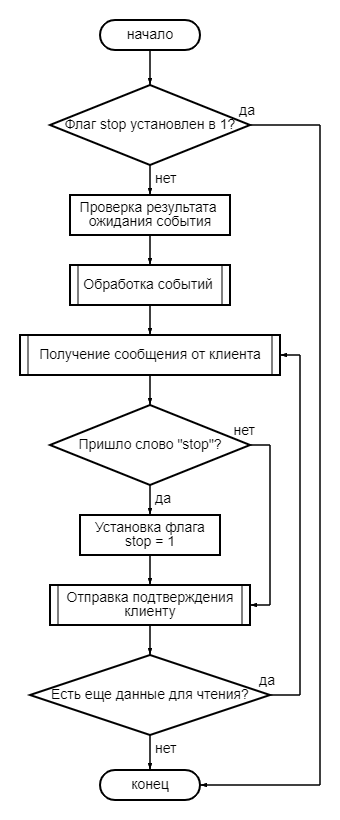 начало
Флаг stop установлен в 1?
да
нет
Проверка результата
ожидания события
Обработка событий
Получение сообщения от клиента
Пришло слово "stop"?
нет
да
Установка флага
stop = 1
Отправка подтверждения
клиенту
Есть еще данные для чтения?
да
нет
конец